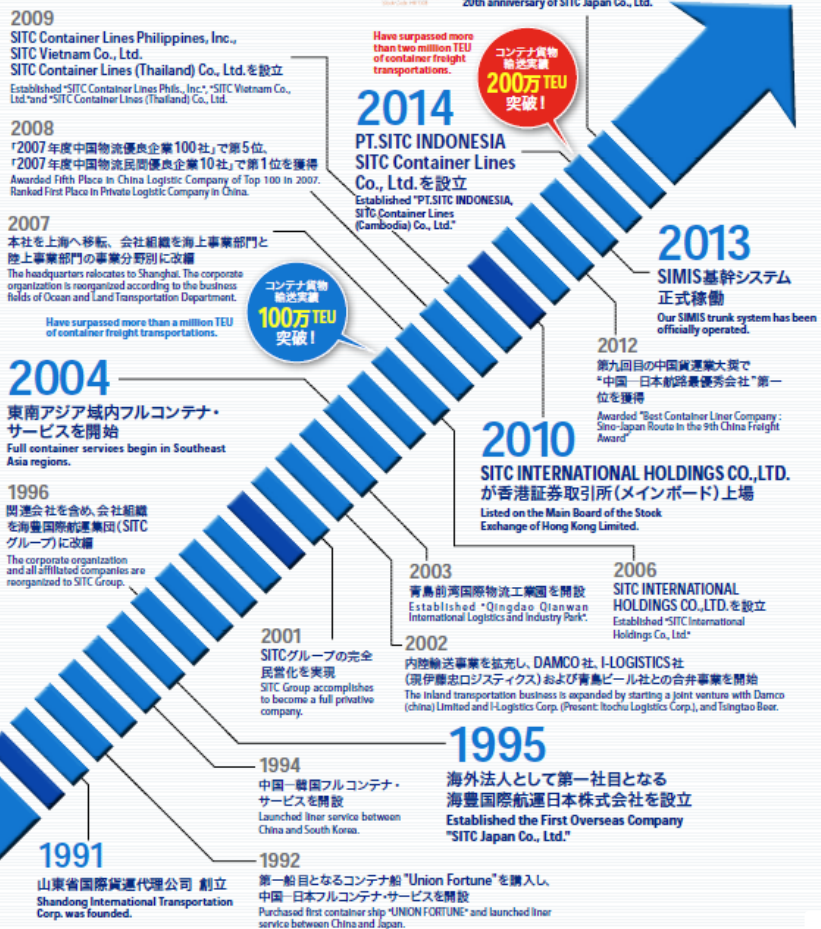 20th anniversary of SITC Japan Co., Ltd.
2009
SITC Container Lines Philippines, Inc.,
SITC Vietnam Co., Ltd.
SITC Container Lines (Thailand) Co., Ltd.を設立
Established "SITC Container Lines Phils., Inc.", "SITC Vietnam Co.,
Ltd."and "SITC Container Lines (Thailand) Co., Ltd.
Have surpassed more
than two million TEU
of container freight
transportations.
コンテナ貨物
輸送実績
200万TEU
突破！
2014
PT.SITC INDONESIA
SITC Container Lines
Co., Ltd.を設立
Established "PT.SITC INDONESIA,
SITC Container Lines
(Cambodia) Co., Ltd."
2008
「2007年度中国物流優良企業100社」で第5位、
「2007年度中国物流民間優良企業10社」で第1位を獲得
Awarded Fifth Place in China Logistic Company of Top 100 in 2007.
Ranked First Place in Private Logistic Company in China.
2007
本社を上海へ移転、会社組織を海上事業部門と
陸上事業部門の事業分野別に改編
The headquarters relocates to Shanghai. The corporate
organization is reorganized according to the business
fields of Ocean and Land Transportation Department.
Have surpassed more than a million TEU
of container freight transportations.
コンテナ貨物
輸送実績
100万TEU
突破！
2013
SIMIS基幹システム
正式稼働
Our SIMIS trunk system has been
officially operated.
2012
第九回目の中国貨運業大奨で
"中国―日本航路最優秀会社"第一
位を獲得
Awarded "Best Container Liner Company :
Sino-Japan Route in the 9th China Freight
Award"
2004
東南アジア域内フルコンテナ・
サービスを開始
Full container services begin in Southeast
Asia regions.
2010
SITC INTERNATIONAL HOLDINGS CO.,LTD.
が香港証券取引所（メインボード）上場
Listed on the Main Board of the Stock
Exchange of Hong Kong Limited.
1996
関連会社を含め、会社組織
を海豊国際航運集団（SITC
グループ）に改編
The corporate organization
and all affiliated companies are
reorganized to SITC Group.
2003
青島前湾国際物流工業園を開設
Established "Qingdao Qianwan
International Logistics and Industry Park".
2006
SITC INTERNATIONAL
HOLDINGS CO.,LTD.を設立
Established "SITC International
Holdings Co., Ltd."
2001
SITCグループの完全
民営化を実現
SITC Group accomplishes
to become a full privative
company.
2002
内陸輸送事業を拡充し、DAMCO社、I-LOGISTICS社
（現伊藤忠ロジスティクス）および青島ビール社との合弁事業を開始
The inland transportation business is expanded by starting a joint venture with Damco
(china) Limited and I-Logistics Corp. (Present: Itochu Logistics Corp.), and Tsingtao Beer.
1995
海外法人として第一社目となる
海豊国際航運日本株式会社を設立
Established the First Overseas Company
"SITC Japan Co., Ltd."
1994
中国―韓国フルコンテナ・
サービスを開設
Launched liner service between
China and South Korea.
1991
山東省国際貨運代理公司 創立
Shandong International Transportation
Corp. was founded.
1992
第一船目となるコンテナ船"Union Fortune"を購入し、
中国―日本フルコンテナ・サービスを開設
Purchased first container ship "UNION FORTUNE" and launched liner
service between China and Japan.